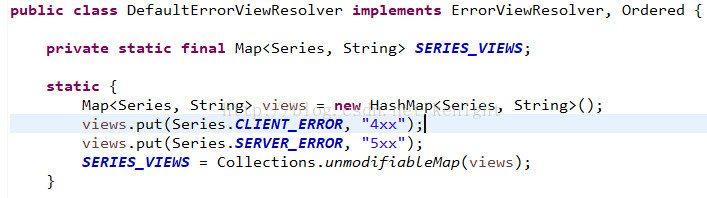 public class DefaultErrorViewResolver implements ErrorViewResolver, Ordered {
private static final Map<Series, String> SERIES_VIEWS;
static {
Map<Series, String> views = new HashMap<Series, String>();
views.put(Series.CLIENT_ERROR, "4xx");
views.put(Series.SERVER_ERROR, "5xx");
SERIES_VIEWS = Collections.unmodifiableMap(views);
}